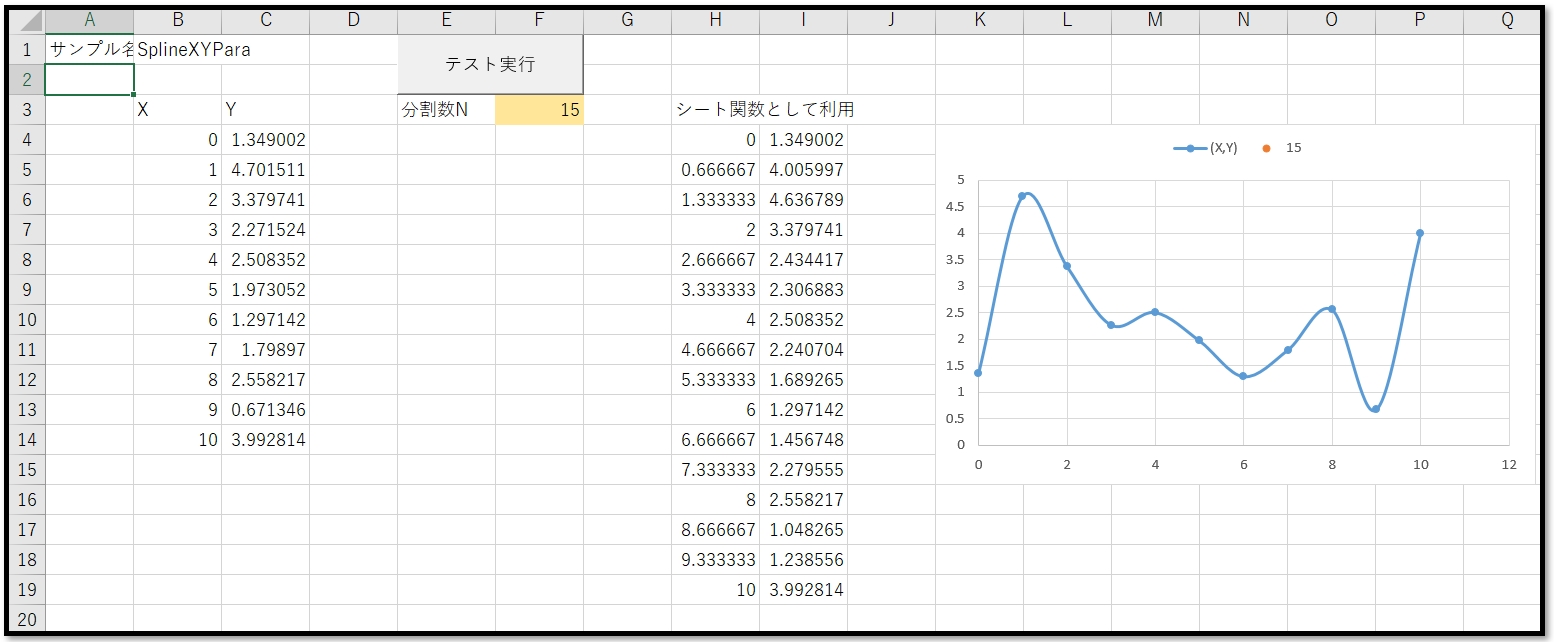 A B C D E F G H I J K L M N O P Q
1 サンプル名 SplineXYPara テスト実行
2
3 X Y 分割数N 15 シート関数として利用
4 0 1.349002 0 1.349002
5 1 4.701511 0.666667 4.005997
6 2 3.379741 1.333333 4.636789
7 3 2.271524 2 3.379741
8 4 2.508352 2.666667 2.434417
9 5 1.973052 3.333333 2.306883
10 6 1.297142 4 2.508352
11 7 1.79897 4.666667 2.240704
12 8 2.558217 5.333333 1.689265
13 9 0.671346 6 1.297142
14 10 3.992814 6.666667 1.456748
15 7.333333 2.279555
16 8 2.558217
17 8.666667 1.048265
18 9.333333 1.238556
19 10 3.992814
20
(X,Y) 15
5
4.5
4
3.5
3
2.5
2
1.5
1
0.5
0
0 2 4 6 8 10 12